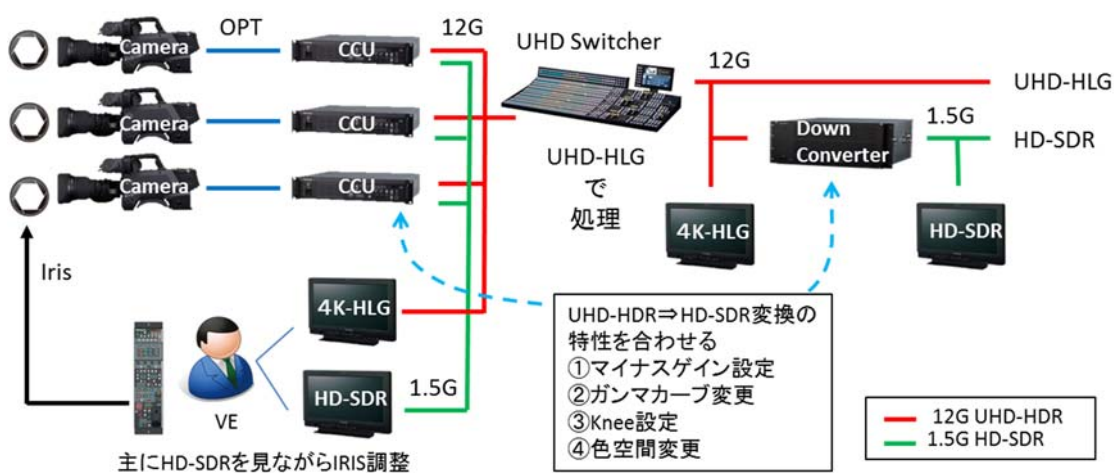 OPT
12G
Camera
CCU
Camera
CCU
Camera
CCU
UHD Switcher
UHD-HLG
で
処理
12G
UHD-HLG
1.5G
Down
Converter
HD-SDR
4K-HLG
HD-SDR
Iris
4K-HLG
HD-SDR
1.5G
VE
主にHD-SDRを見ながらIRIS調整
UHD-HDR⇒HD-SDR変換の
特性を合わせる
①マイナスゲイン設定
②ガンマカーブ変更
③Knee設定
④色空間変更
12G UHD-HDR
1.5G HD-SDR